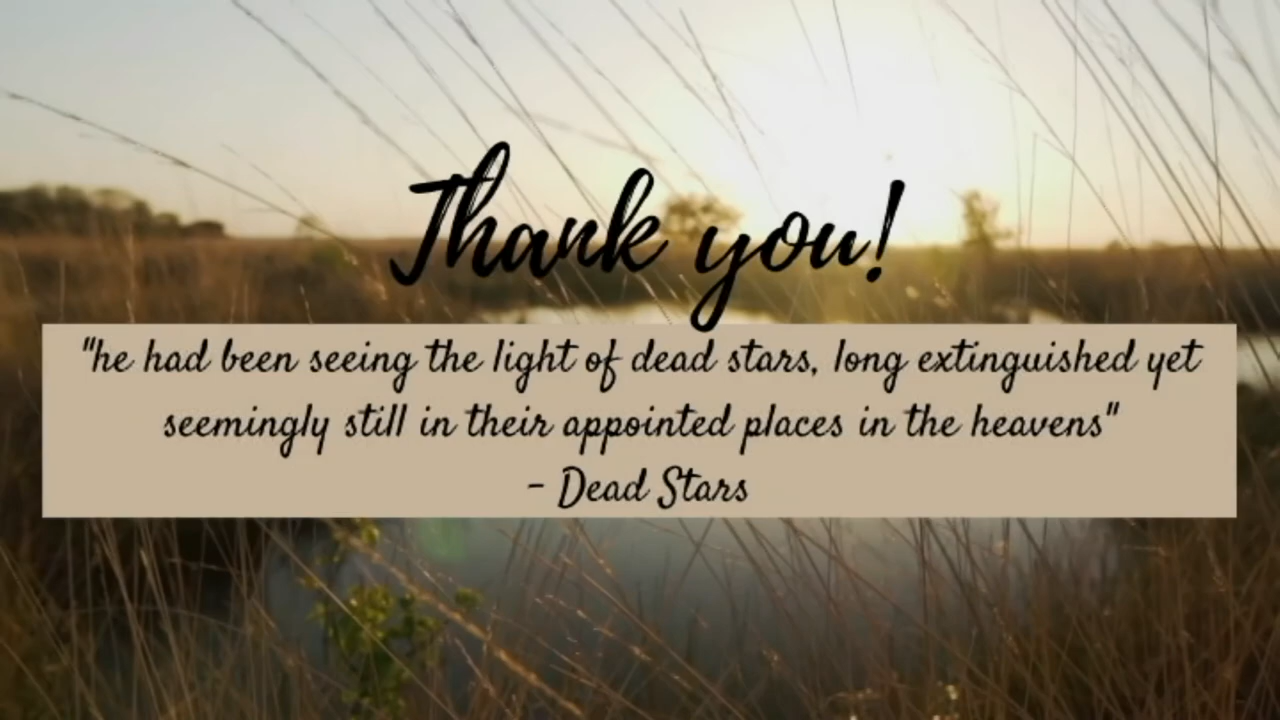 Thank you!
"he had been seeing the light of dead stars, long extinguished yet
seemingly still in their appointed places in the heavens"
- Dead Stars